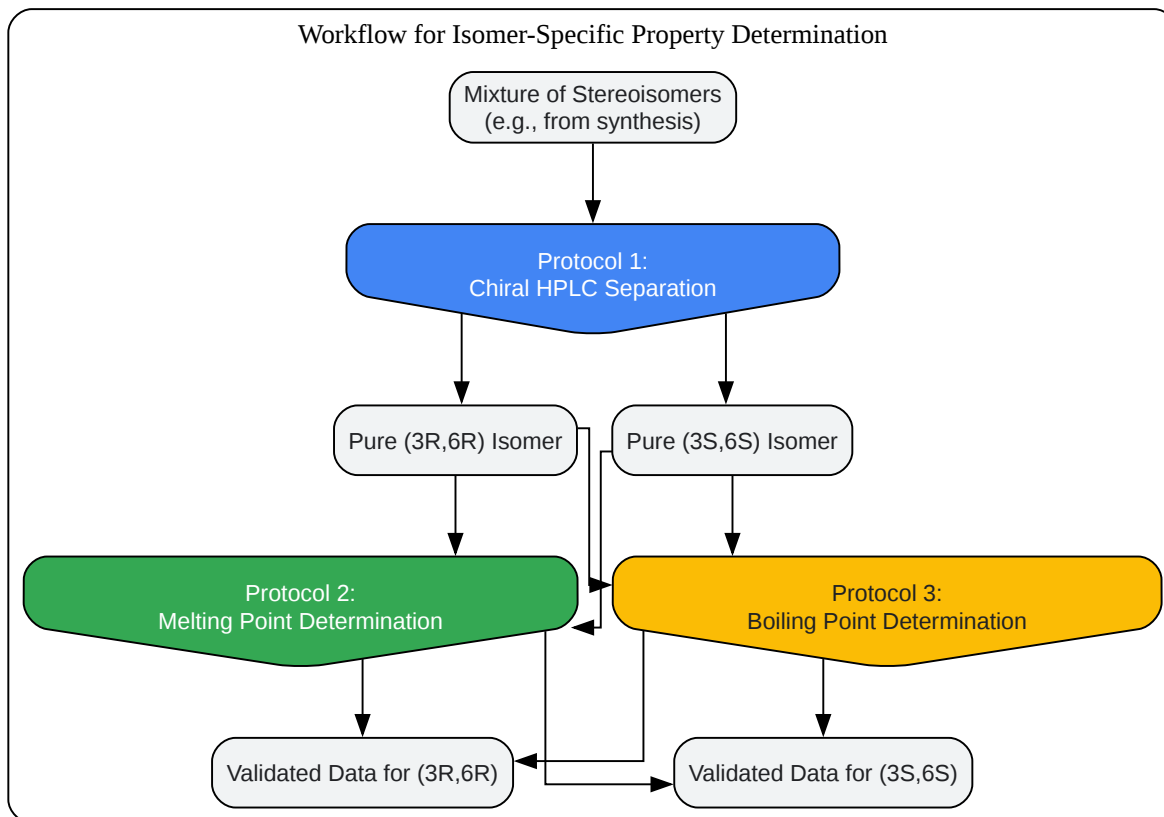 Workflow for Isomer-Specific Property Determination
Mixture of Stereoisomers
(e.g., from synthesis)
Protocol 1:
Chiral HPLC Separation
Pure (3R,6R) Isomer
Pure (3S,6S) Isomer
Protocol 2:
Melting Point Determination
Protocol 3:
Boiling Point Determination
Validated Data for (3R,6R)
Validated Data for (3S,6S)